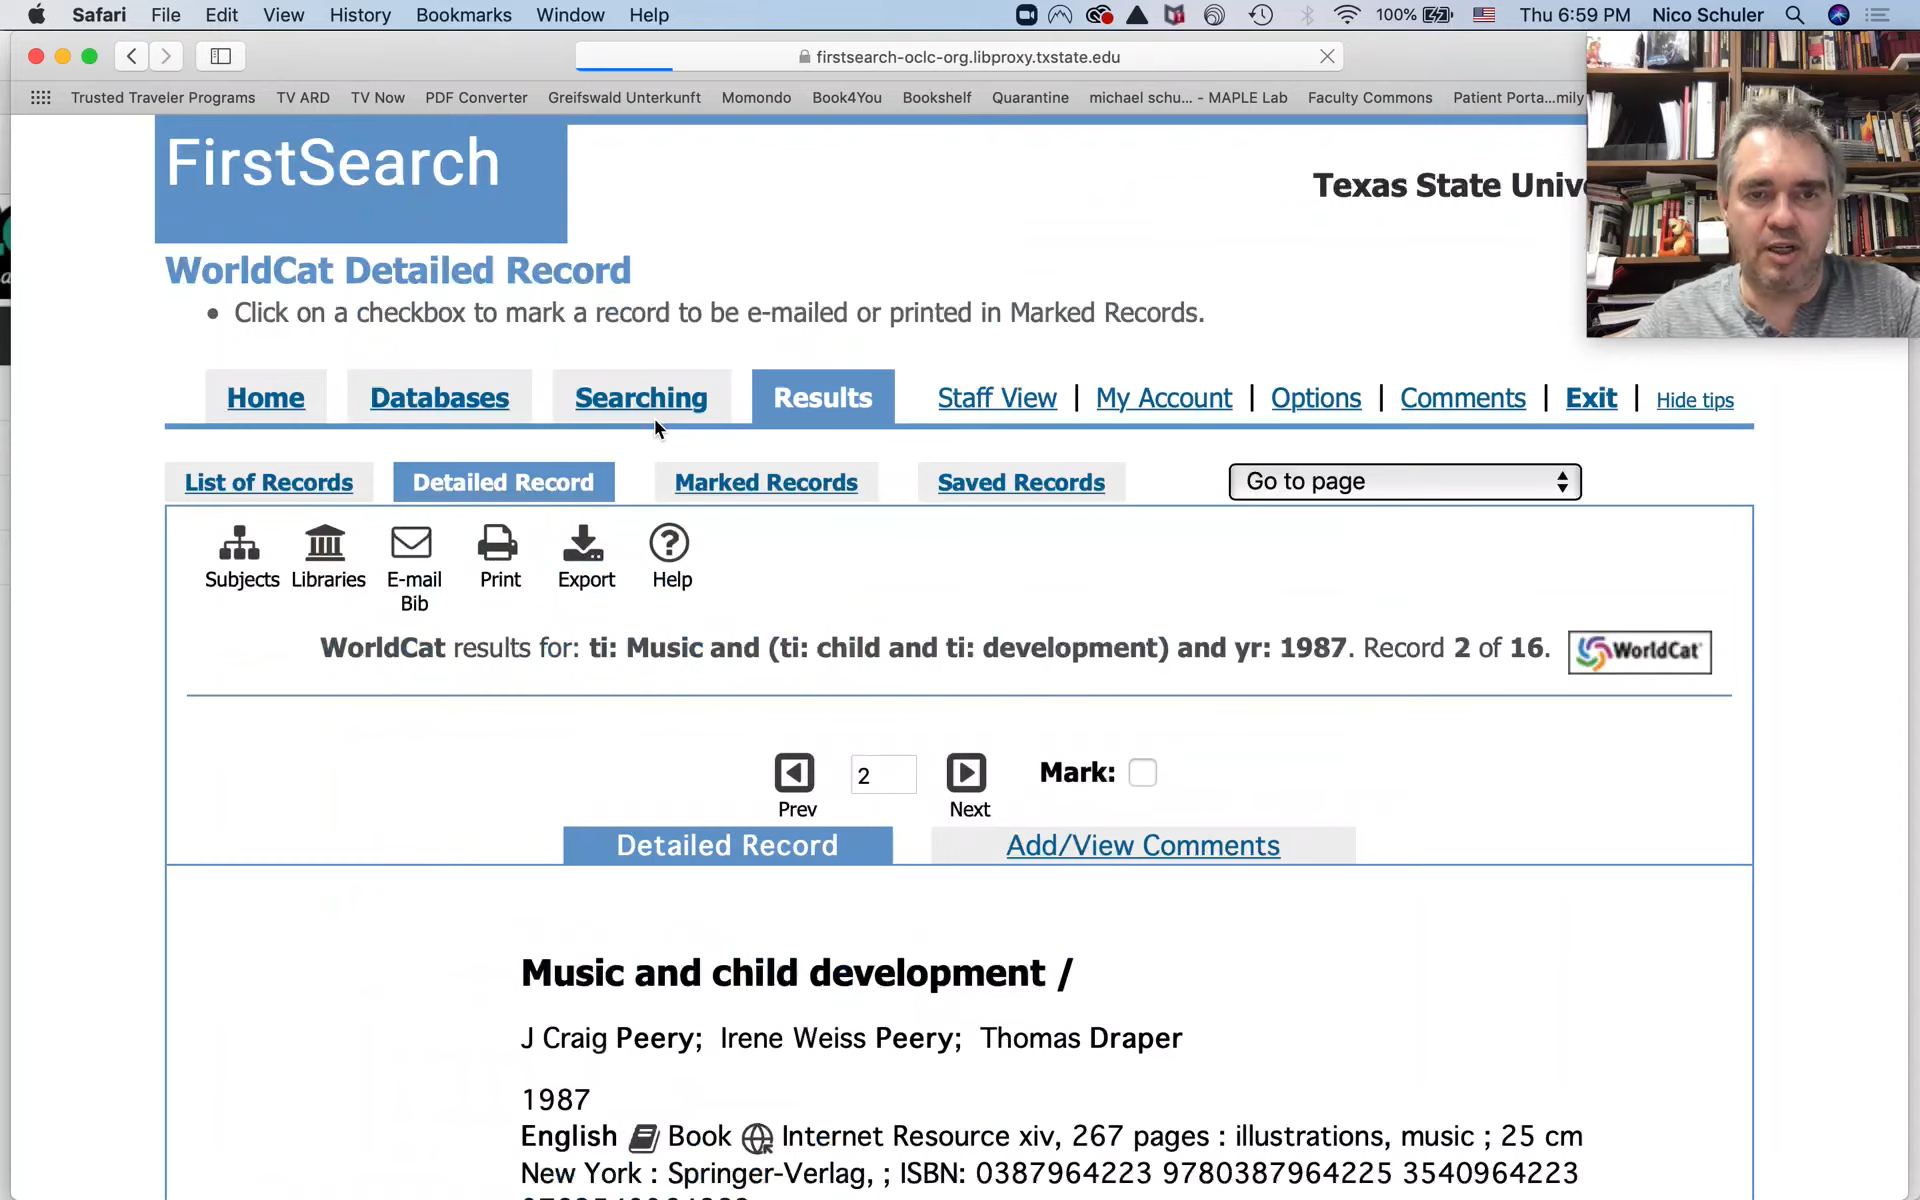 Safari File Edit View History Bookmarks Window Help 100% Thu 6:59 PM Nico Schuler
firstsearch-oclc-org.libproxy.txstate.edu
Trusted Traveler Programs TV ARD TV Now PDF Converter Greifswald Unterkunft Momondo Book4You Bookshelf Quarantine michael schu... - MAPLE Lab Faculty Commons Patient Porta...mily
FirstSearch
Texas State Unive
WorldCat Detailed Record
• Click on a checkbox to mark a record to be e-mailed or printed in Marked Records.
Home Databases Searching Results Staff View | My Account | Options | Comments | Exit | Hide tips
List of Records Detailed Record Marked Records Saved Records Go to page
Subjects Libraries E-mail Bib Print Export Help
WorldCat results for: ti: Music and (ti: child and ti: development) and yr: 1987. Record 2 of 16. WorldCat
2 Mark:
Prev Next
Detailed Record Add/View Comments
Music and child development /
J Craig Peery; Irene Weiss Peery; Thomas Draper
1987
English Book Internet Resource xiv, 267 pages : illustrations, music ; 25 cm
New York : Springer-Verlag, ; ISBN: 0387964223 9780387964225 3540964223